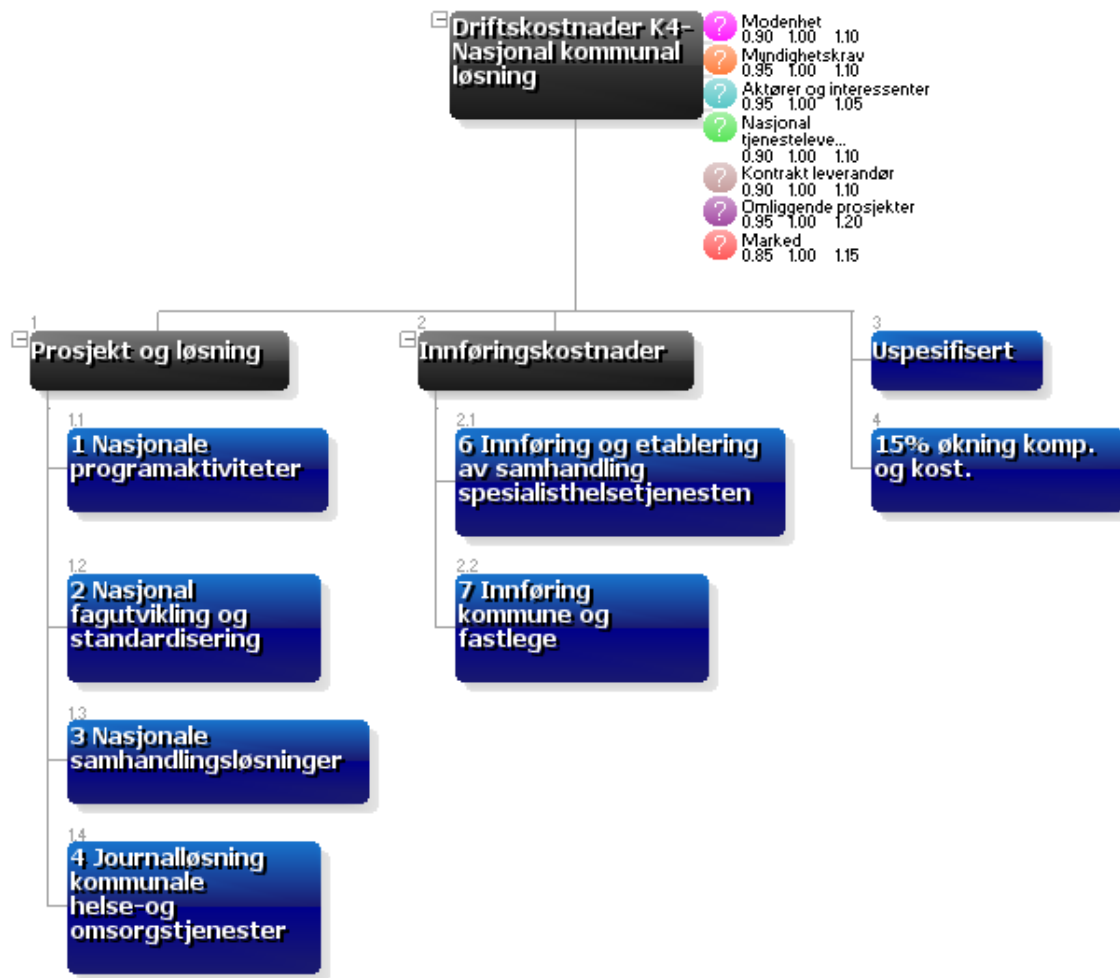 Driftskostnader K4-
Nasjonal kommunal
løsning
? Modenhet
0.90 1.00 1.10
? Myndighetskrav
0.95 1.00 1.10
? Aktører og interessenter
0.95 1.00 1.05
? Nasjonal
tjenesteleve...
0.90 1.00 1.10
? Kontrakt leverandør
0.90 1.00 1.10
? Omliggende prosjekter
0.95 1.00 1.20
? Marked
0.85 1.00 1.15
1
Prosjekt og løsning
1.1
1 Nasjonale
programaktiviteter
1.2
2 Nasjonal
fagutvikling og
standardisering
1.3
3 Nasjonale
samhandlingsløsninger
1.4
4 Journalløsning
kommunale
helse-og
omsorgstjenester
2
Innføringskostnader
2.1
6 Innføring og etablering
av samhandling
spesialisthelsetjenesten
2.2
7 Innføring
kommune og
fastlege
3
Uspesifisert
4
15% økning komp.
og kost.